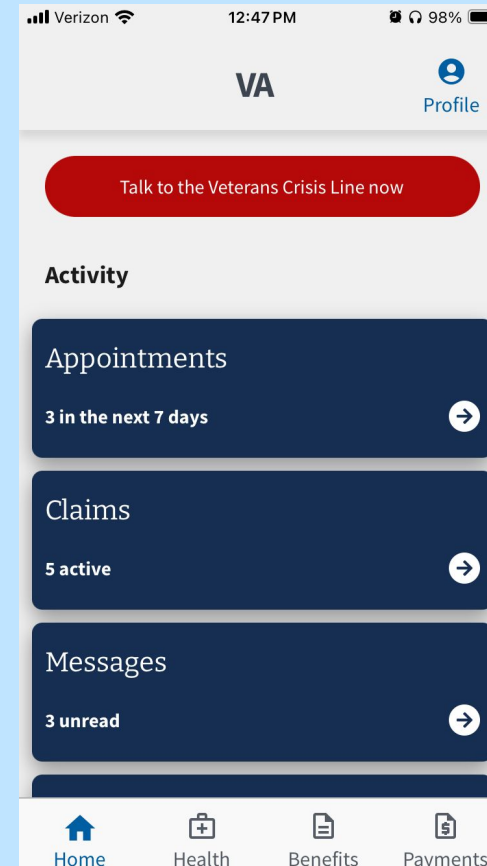 Verizon 12:47 PM 98%
VA
Profile
Talk to the Veterans Crisis Line now
Activity
Appointments
3 in the next 7 days
Claims
5 active
Messages
3 unread
Home Health Benefits Payments